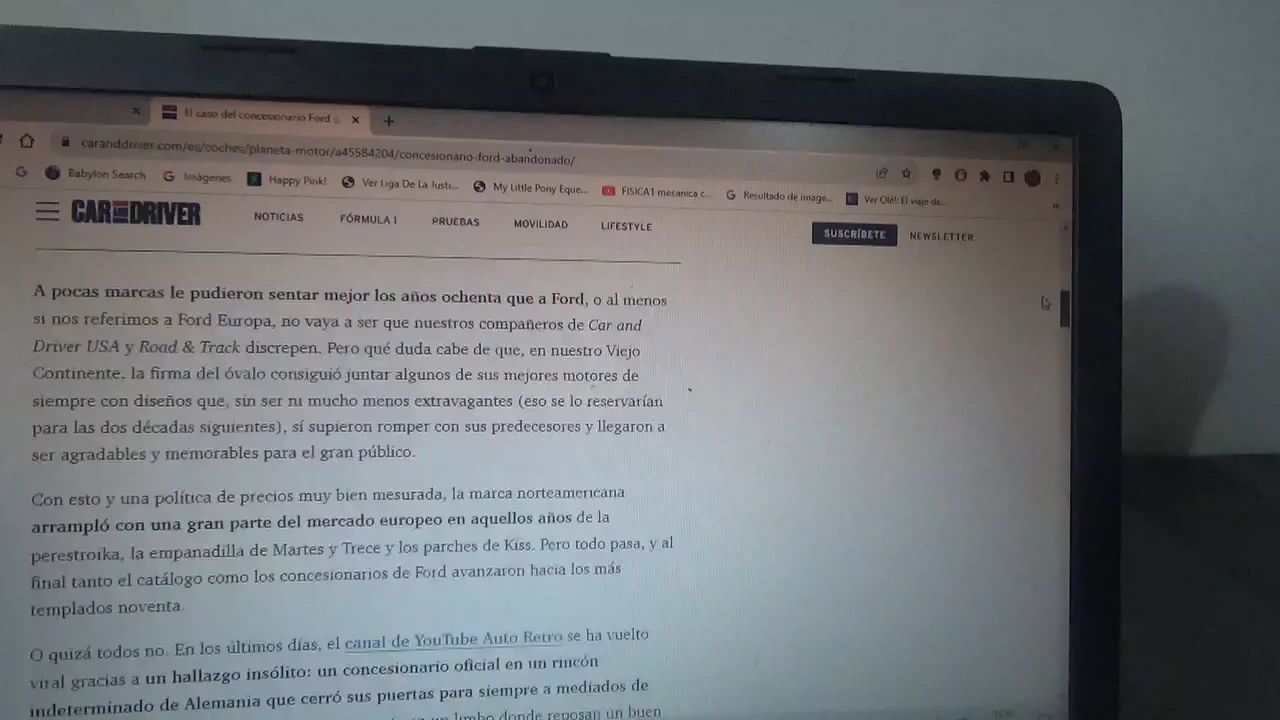 El caso del concesionario Ford
caranddriver.com/es/coches/planeta-motor/a45584204/concesionario-ford-abandonado/
Babylon Search
Imágenes
Happy Pink!
Ver Liga De La Justi...
My Little Pony Eque...
FISICA1 mecanica c...
Resultado de image...
Ver Olé! El viaje de...
CAR AND DRIVER
NOTICIAS
FÓRMULA 1
PRUEBAS
MOVILIDAD
LIFESTYLE
SUSCRÍBETE
NEWSLETTER
A pocas marcas le pudieron sentar mejor los años ochenta que a Ford, o al menos
si nos referimos a Ford Europa, no vaya a ser que nuestros compañeros de Car and
Driver USA y Road & Track discrepen. Pero qué duda cabe de que, en nuestro Viejo
Continente, la firma del óvalo consiguió juntar algunos de sus mejores motores de
siempre con diseños que, sin ser ni mucho menos extravagantes (eso se lo reservarían
para las dos décadas siguientes), sí supieron romper con sus predecesores y llegaron a
ser agradables y memorables para el gran público.
Con esto y una política de precios muy bien mesurada, la marca norteamericana
arrampló con una gran parte del mercado europeo en aquellos años de la
perestroika, la empanadilla de Martes y Trece y los parches de Kiss. Pero todo pasa, y al
final tanto el catálogo como los concesionarios de Ford avanzaron hacia los más
templados noventa.
O quizá todos no. En los últimos días, el canal de YouTube Auto Retro se ha vuelto
viral gracias a un hallazgo insólito: un concesionario oficial en un rincón
indeterminado de Alemania que cerró sus puertas para siempre a mediados de
limbo donde reposan un buen